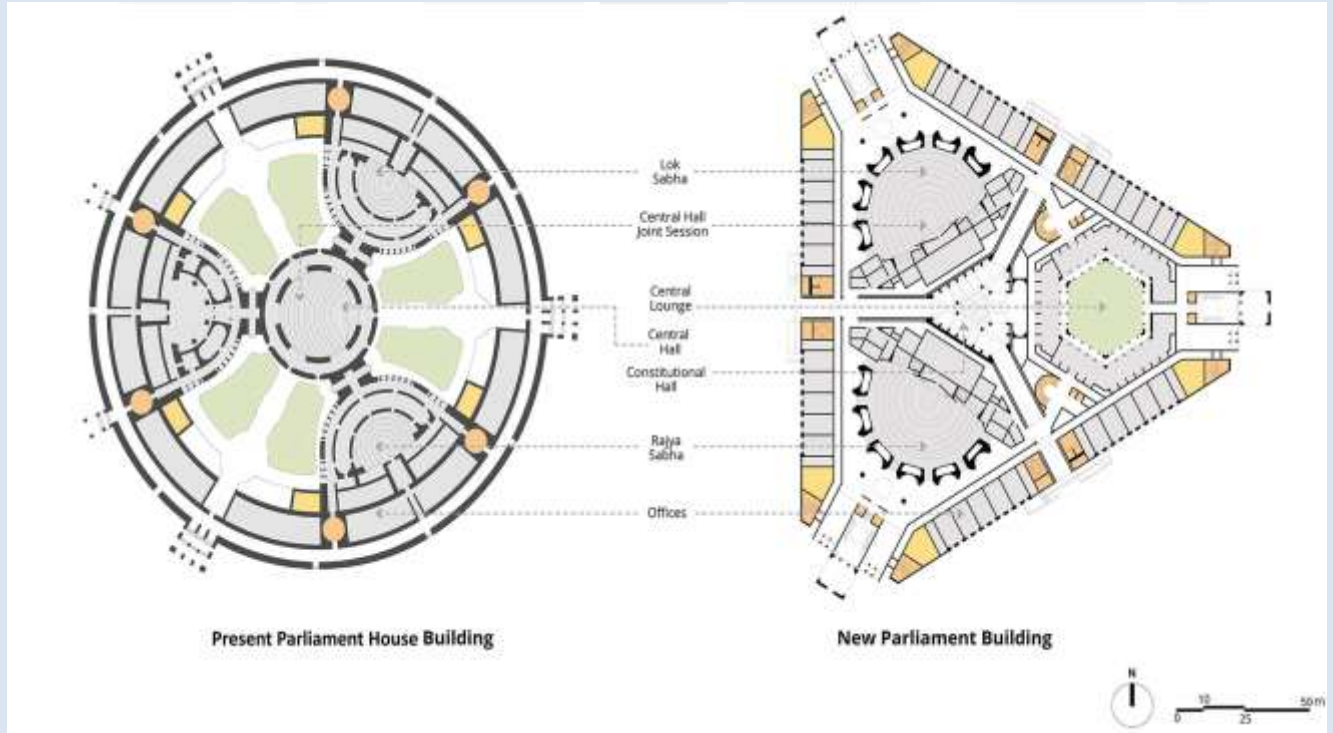 Lok
Sabha
Central Hall
Joint Session
Central
Lounge
Central
Hall
Constitutional
Hall
Rajya
Sabha
Offices
Present Parliament House Building
New Parliament Building
N
10
50 m
0
25